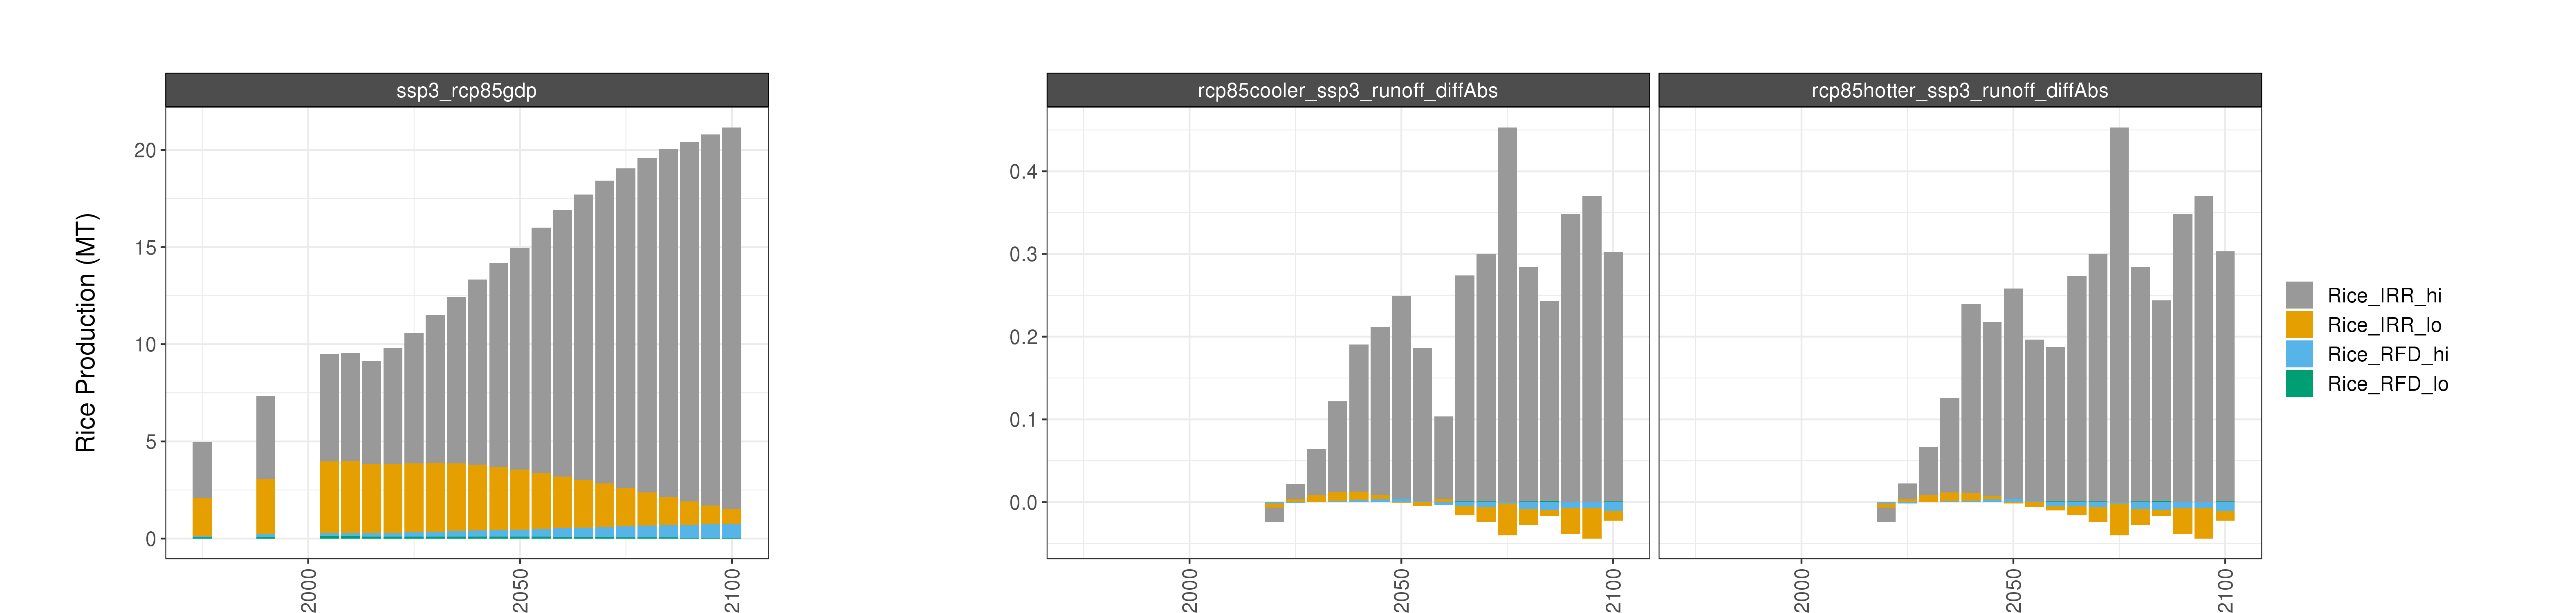 ssp3_rcp85gdp
rcp85cooler_ssp3_runoff_diffAbs
rcp85hotter_ssp3_runoff_diffAbs
Rice Production (MT)
20
15
10
5
0
0.4
0.3
0.2
0.1
0.0
2000
2050
2100
2000
2050
2100
2000
2050
2100
Rice_IRR_hi
Rice_IRR_lo
Rice_RFD_hi
Rice_RFD_lo